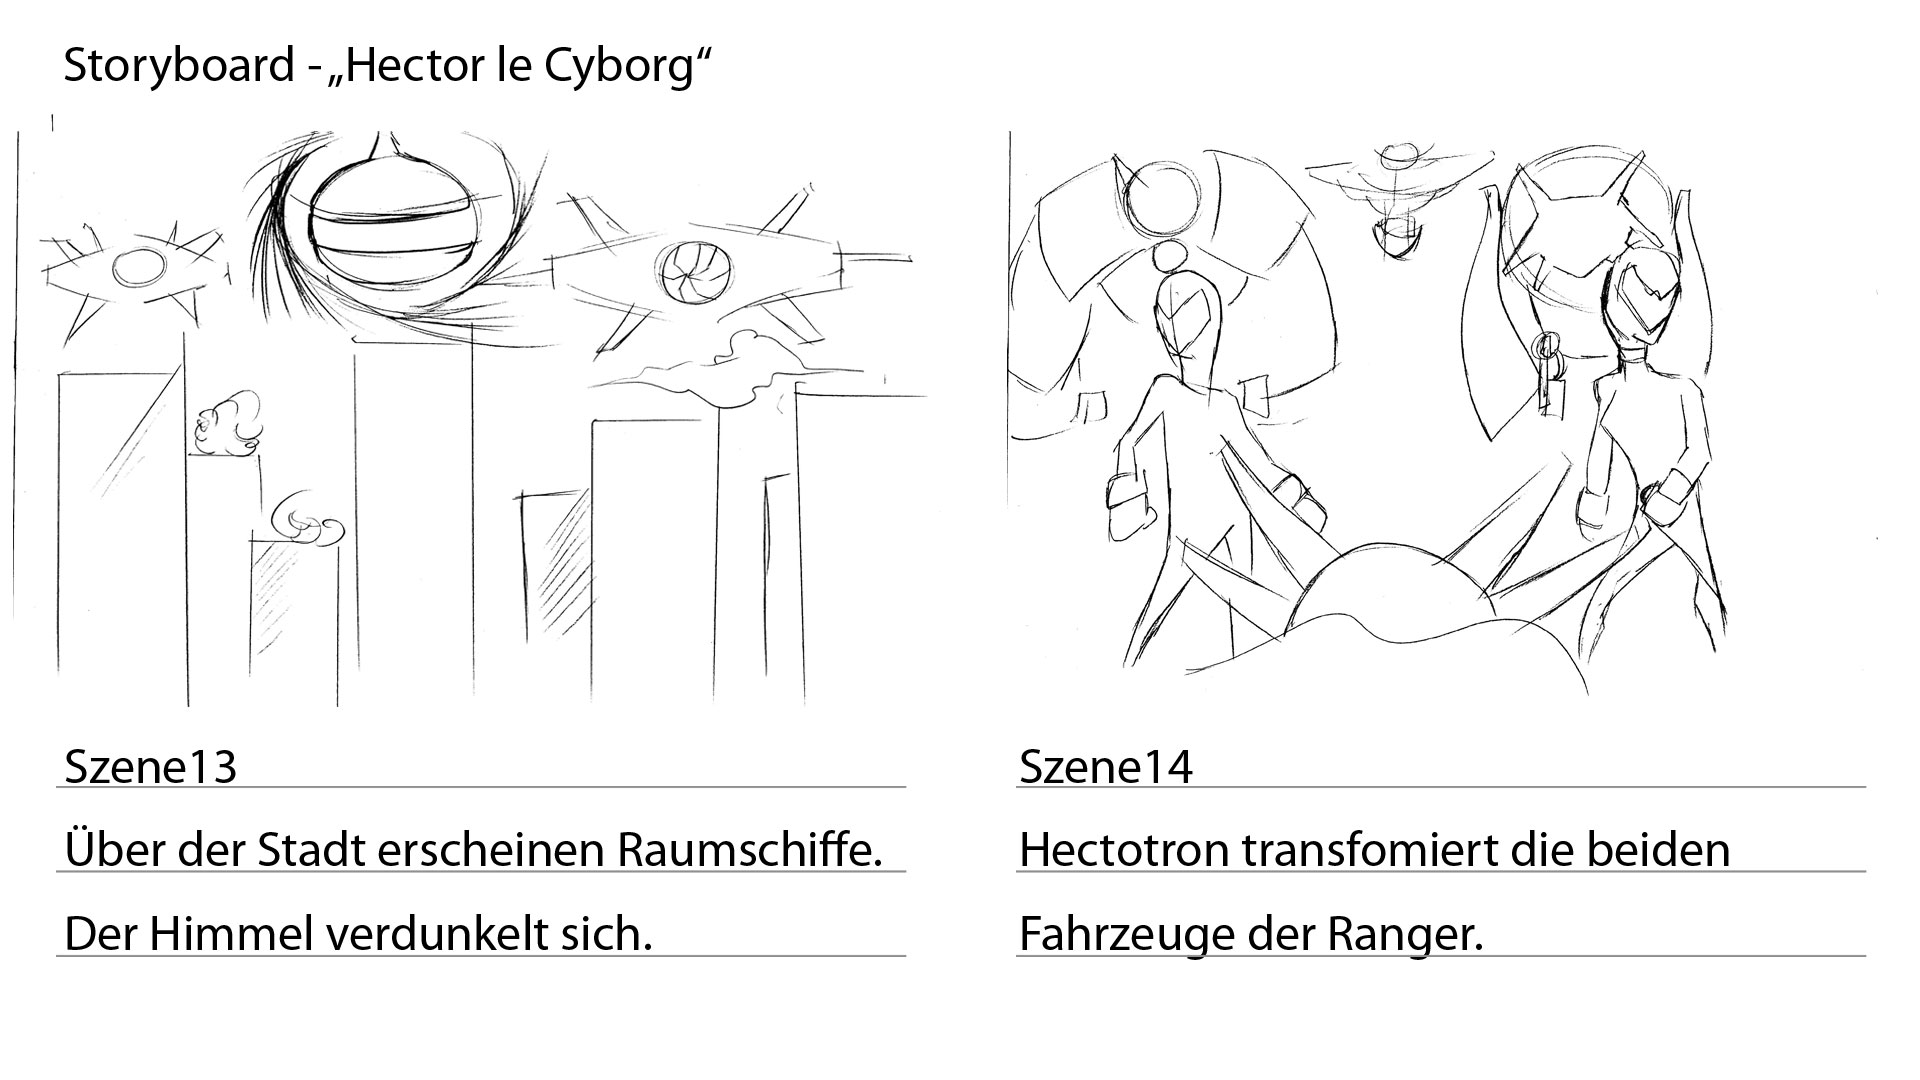 Storyboard - „Hector le Cyborg“
Szene13
Über der Stadt erscheinen Raumschiffe.
Der Himmel verdunkelt sich.
Szene14
Hectotron transfomiert die beiden
Fahrzeuge der Ranger.